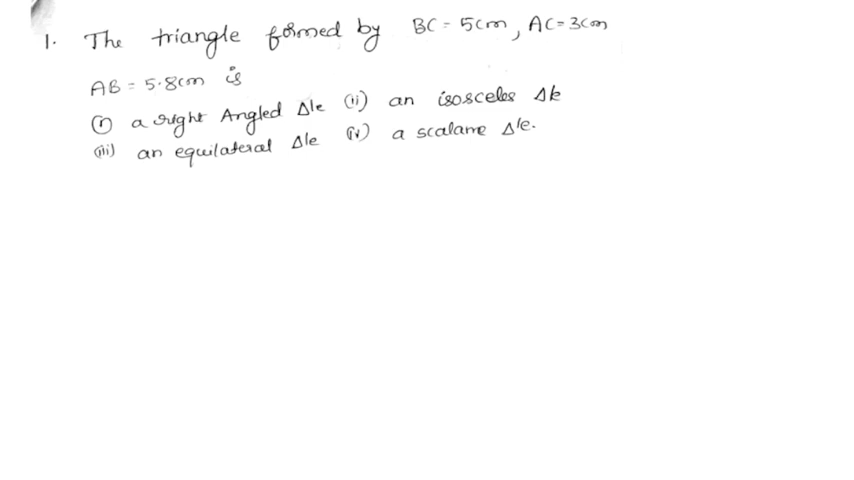 1. The triangle formed by BC = 5cm, AC = 3cm
AB = 5.8cm is
(i) a right Angled Δle (ii) an isosceles Δle
(iii) an equilateral Δle (iv) a scalane Δle.